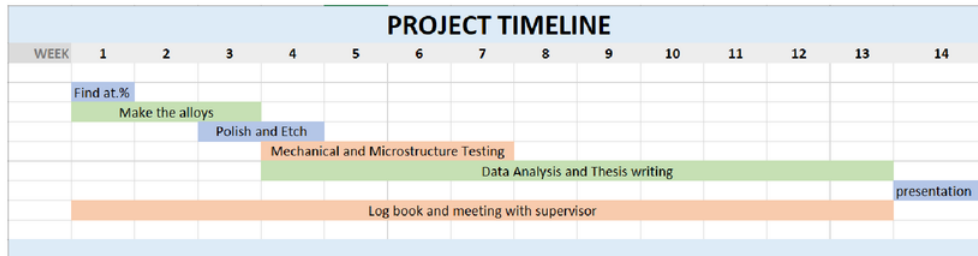 PROJECT TIMELINE
WEEK 1 2 3 4 5 6 7 8 9 10 11 12 13 14
Find at.%
Make the alloys
Polish and Etch
Mechanical and Microstructure Testing
Data Analysis and Thesis writing
presentation
Log book and meeting with supervisor